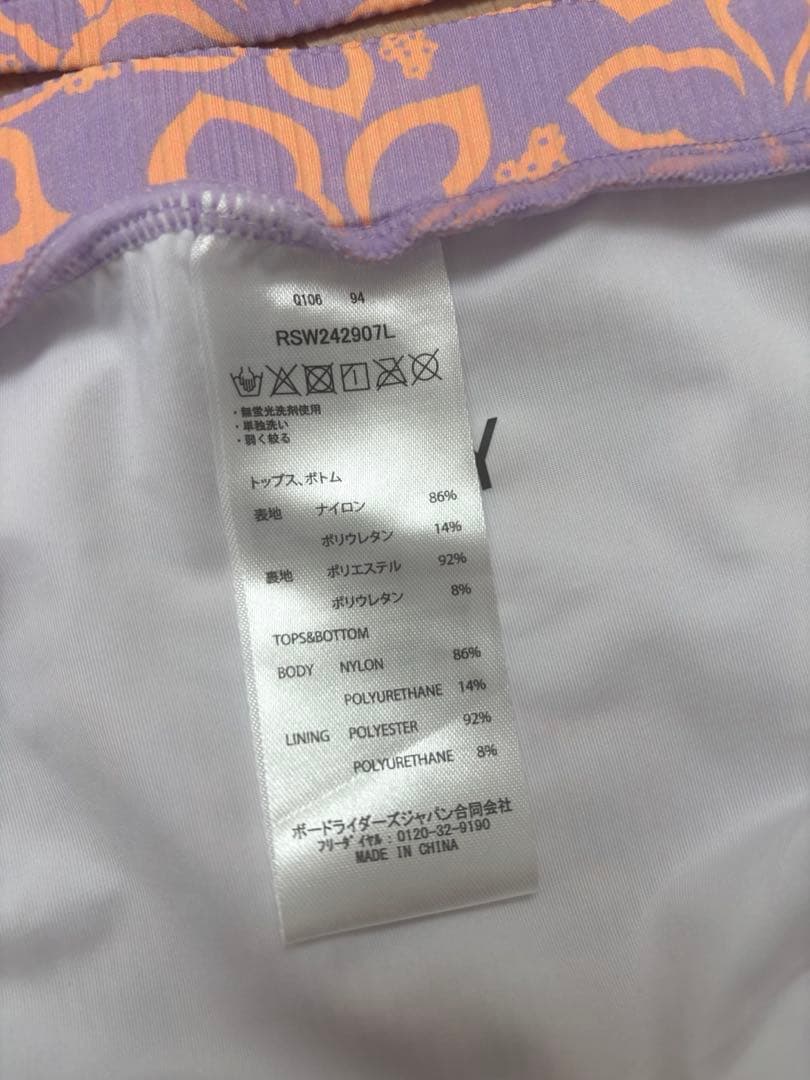 Q106 94
RSW242907L
・無蛍光洗剤使用
・単独洗い
・弱く絞る
トップス、ボトム
表地 ナイロン 86%
ポリウレタン 14%
裏地 ポリエステル 92%
ポリウレタン 8%
TOPS&BOTTOM
BODY NYLON 86%
POLYURETHANE 14%
LINING POLYESTER 92%
POLYURETHANE 8%
ボードライダーズジャパン合同会社
フリーダイヤル：0120-32-9190
MADE IN CHINA
Y